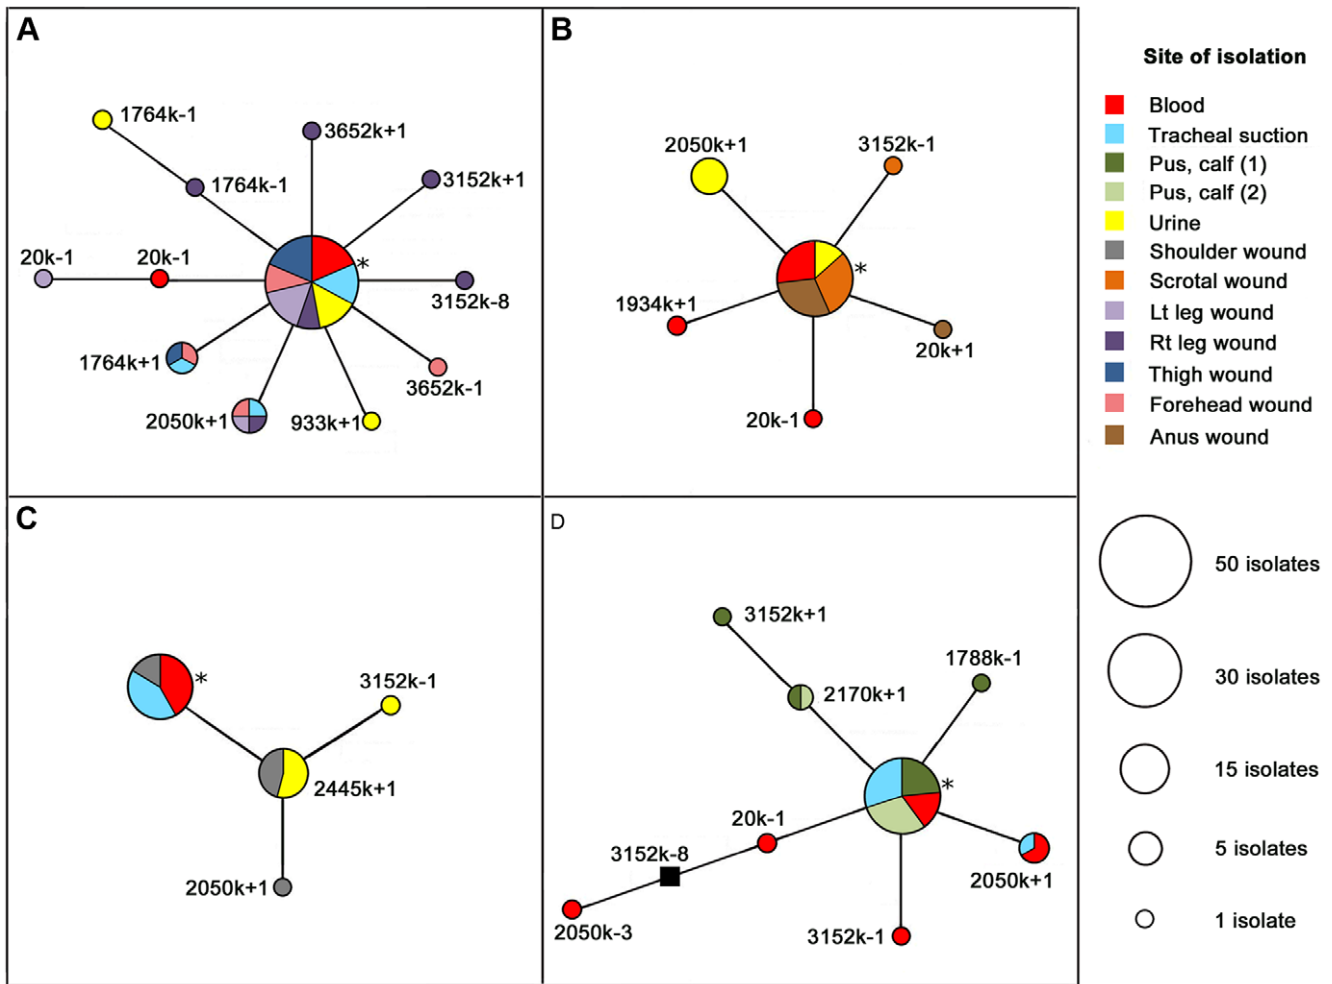 A
1764k-1
3652k+1
1764k-1
3152k+1
20k-1
20k-1
*
3152k-8
1764k+1
3652k-1
2050k+1
933k+1
B
2050k+1
3152k-1
*
1934k+1
20k+1
20k-1
C
*
3152k-1
2445k+1
2050k+1
D
3152k+1
1788k-1
2170k+1
*
20k-1
3152k-8
2050k+1
2050k-3
3152k-1
Site of isolation
Blood
Tracheal suction
Pus, calf (1)
Pus, calf (2)
Urine
Shoulder wound
Scrotal wound
Lt leg wound
Rt leg wound
Thigh wound
Forehead wound
Anus wound
50 isolates
30 isolates
15 isolates
5 isolates
1 isolate